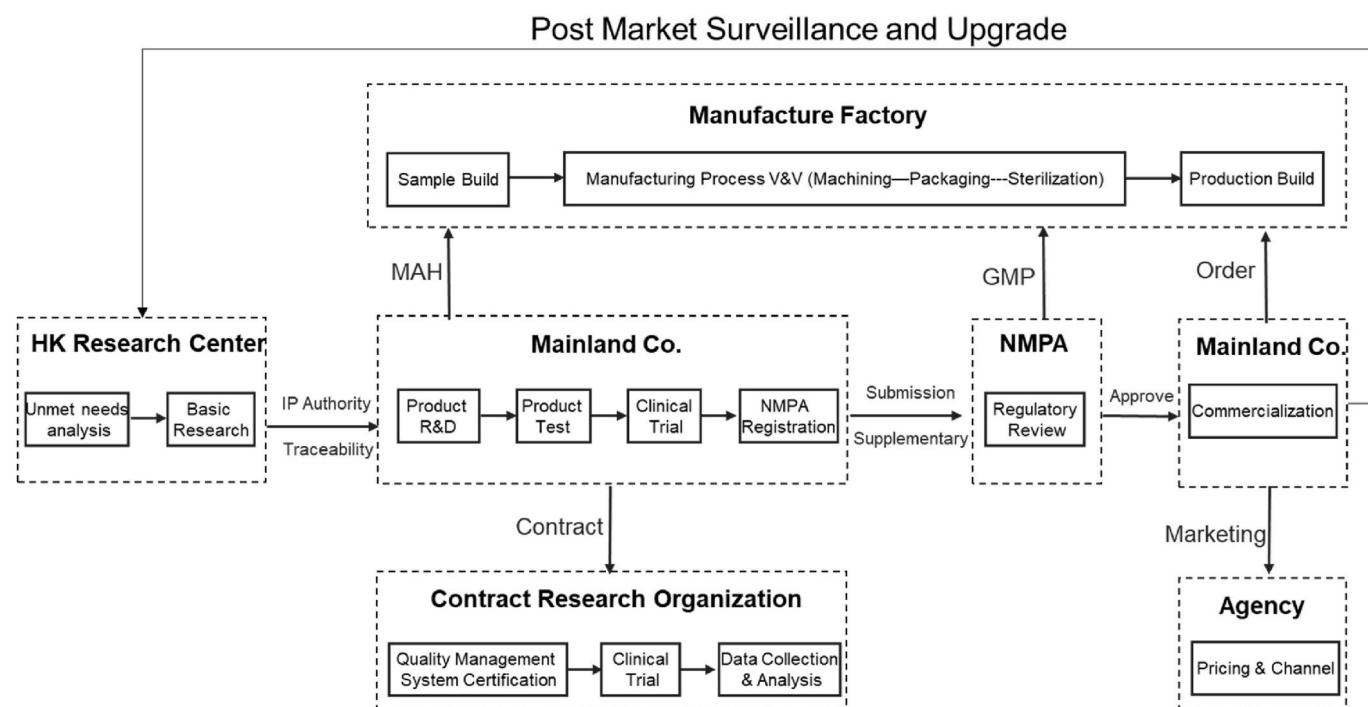 Post Market Surveillance and Upgrade
Manufacture Factory
Sample Build
Manufacturing Process V&V (Machining—Packaging---Sterilization)
Production Build
MAH
GMP
Order
HK Research Center
Unmet needs
analysis
Basic
Research
IP Authority
Traceability
Mainland Co.
Product
R&D
Product
Test
Clinical
Trial
NMPA
Registration
Submission
Supplementary
NMPA
Regulatory
Review
Approve
Mainland Co.
Commercialization
Contract
Marketing
Contract Research Organization
Quality Management
System Certification
Clinical
Trial
Data Collection
& Analysis
Agency
Pricing & Channel